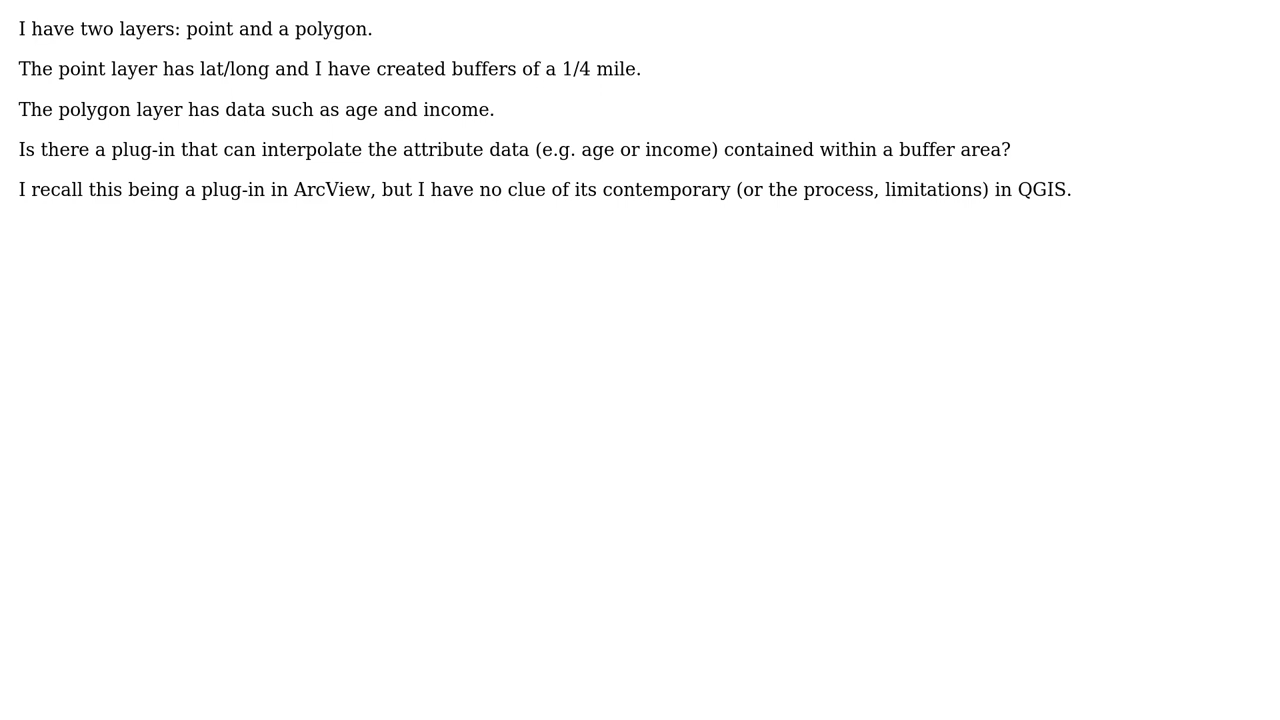 I have two layers: point and a polygon.
The point layer has lat/long and I have created buffers of a 1/4 mile.
The polygon layer has data such as age and income.
Is there a plug-in that can interpolate the attribute data (e.g. age or income) contained within a buffer area?
I recall this being a plug-in in ArcView, but I have no clue of its contemporary (or the process, limitations) in QGIS.